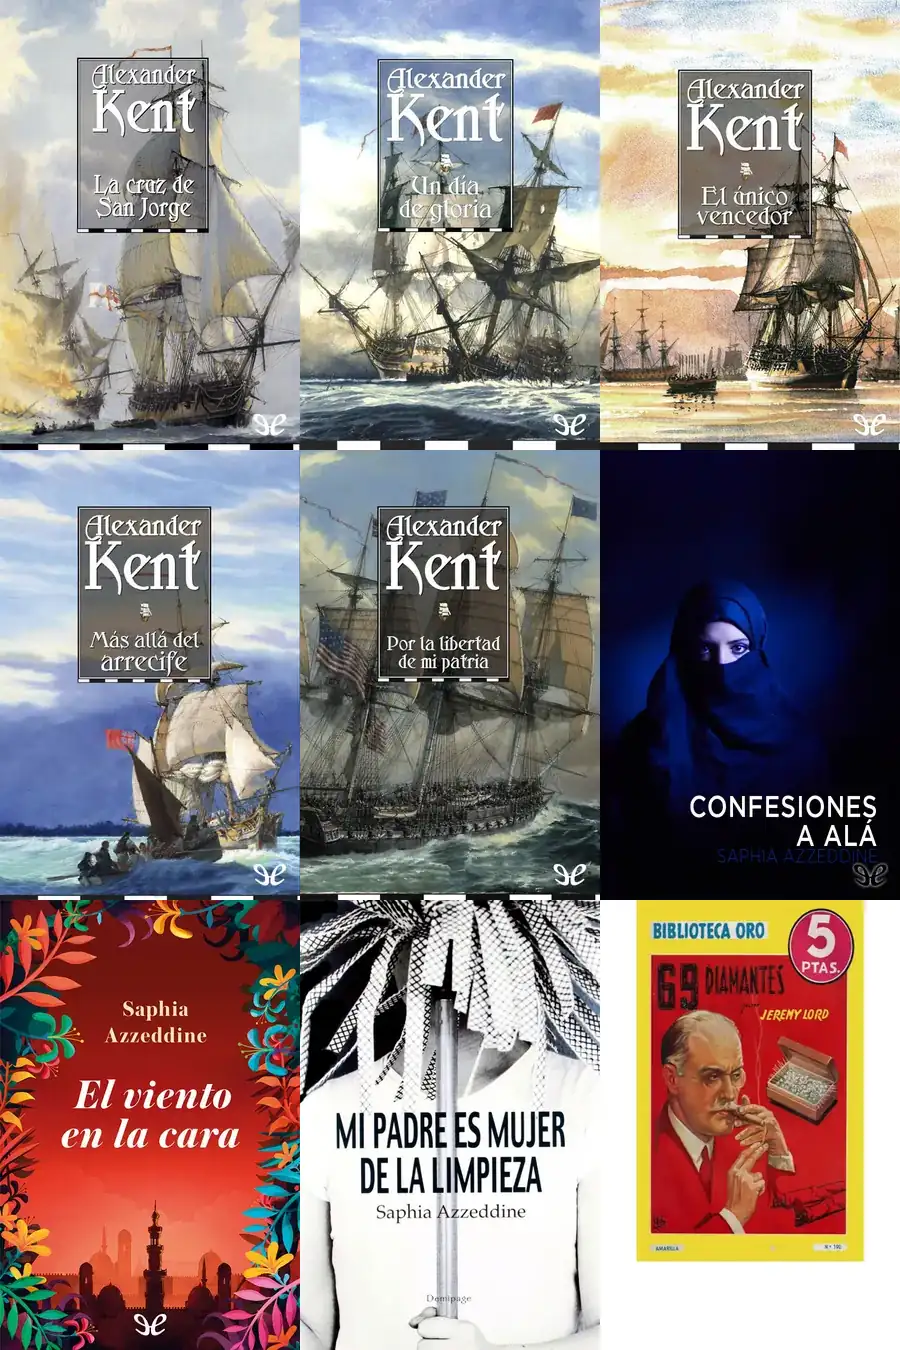 Alexander
Kent
La cruz de
San Jorge
Alexander
Kent
Un día
de gloria
Alexander
Kent
El único
vencedor
Alexander
Kent
Más allá del
arrecife
Alexander
Kent
Por la libertad
de mi patria
CONFESIONES
A ALÁ
SAPHIA AZZEDDINE
Saphia
Azzeddine
El viento
en la cara
MI PADRE ES MUJER
DE LA LIMPIEZA
Saphia Azzeddine
Demipage
BIBLIOTECA ORO
5
PTAS.
69 DIAMANTES
por
JEREMY LORD
AMARILLA
N.º 190